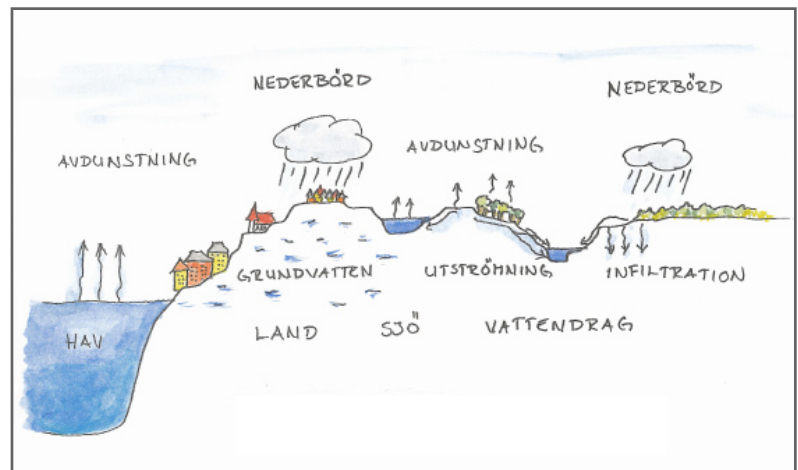 NEDERBÖRD
NEDERBÖRD
AVDUNSTNING
AVDUNSTNING
GRUNDVATTEN
UTSTRÖMNING
INFILTRATION
HAV
LAND
SJÖ
VATTENDRAG